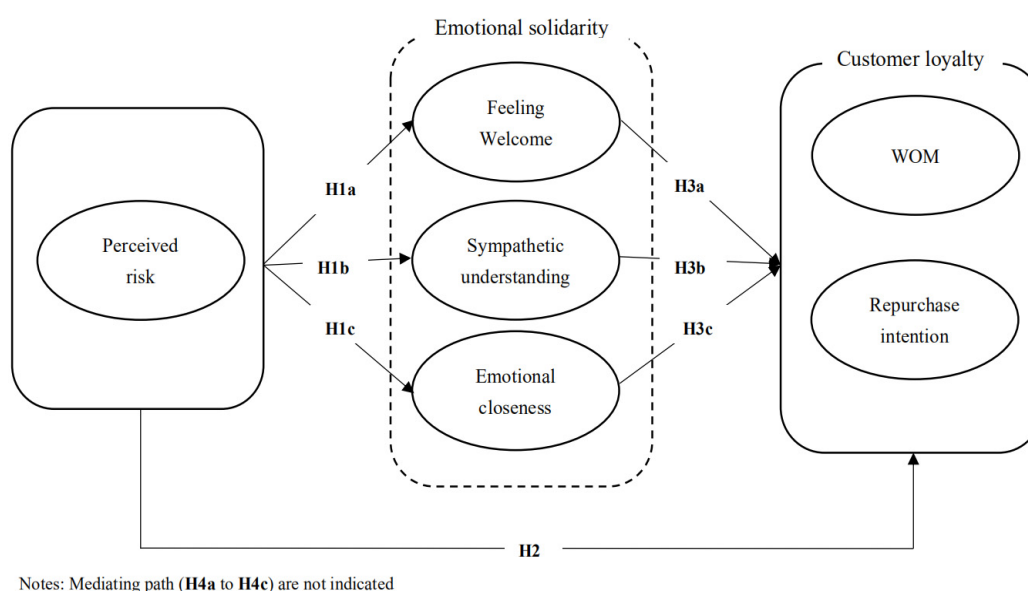 Emotional solidarity
Customer loyalty
Feeling
Welcome
WOM
H1a
H3a
Perceived
risk
Sympathetic
understanding
H1b
H3b
Repurchase
intention
H1c
H3c
Emotional
closeness
H2
Notes: Mediating path (H4a to H4c) are not indicated